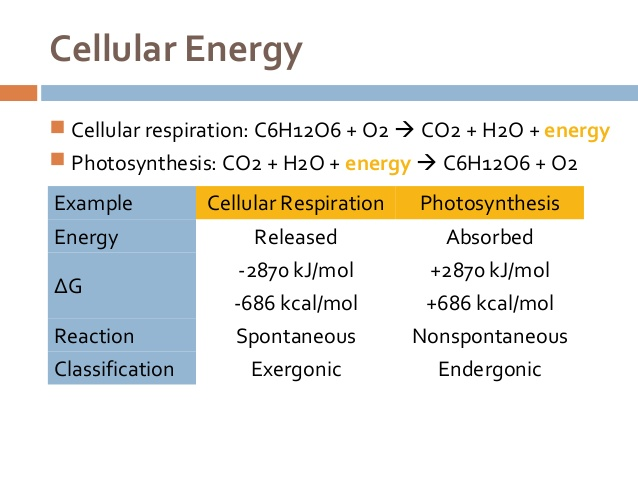 Cellular Energy
Cellular respiration: C6H12O6 + O2 → CO2 + H2O + energy
Photosynthesis: CO2 + H2O + energy → C6H12O6 + O2
Example Cellular Respiration Photosynthesis
Energy Released Absorbed
ΔG -2870 kJ/mol +2870 kJ/mol
-686 kcal/mol +686 kcal/mol
Reaction Spontaneous Nonspontaneous
Classification Exergonic Endergonic